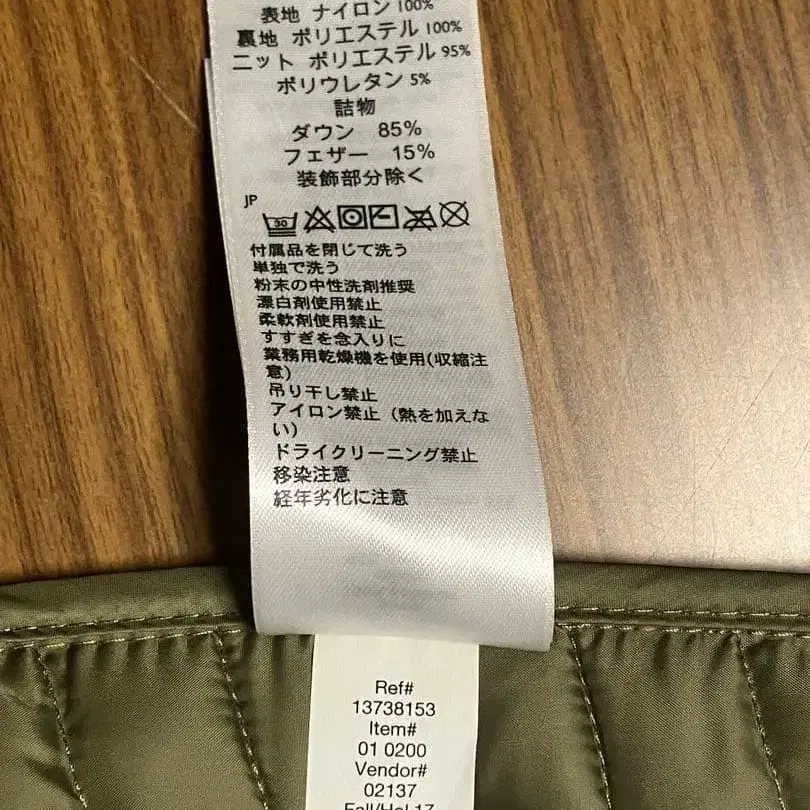 表地 ナイロン 100%
裏地 ポリエステル 100%
ニット ポリエステル 95%
ポリウレタン 5%
詰物
ダウン 85%
フェザー 15%
装飾部分除く
JP
30
付属品を閉じて洗う
単独で洗う
粉末の中性洗剤推奨
漂白剤使用禁止
柔軟剤使用禁止
すすぎを念入りに
業務用乾燥機を使用(収縮注
意)
吊り干し禁止
アイロン禁止（熱を加えな
い）
ドライクリーニング禁止
移染注意
経年劣化に注意
Ref#
13738153
Item#
01 0200
Vendor#
02137
Fall/Hol 17